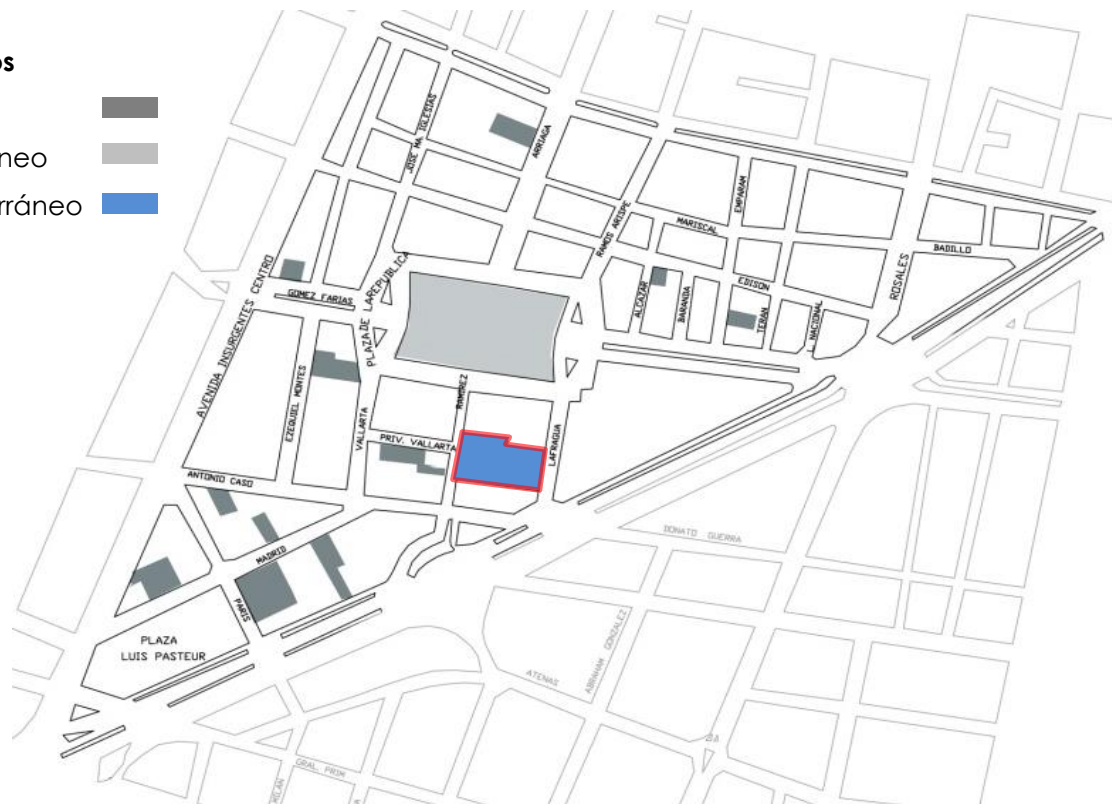 os
neo
rráneo
JOSE MA. IGLESIAS
ARRIAGA
RAMOS ARISPE
EMPARAM
MARISCAL
BADILLO
ROSALES
EDISON
ALCAZAR
BARANDA
TERAN
L. NACIONAL
AVENIDA INSURGENTES CENTRO
GOMEZ FARIAS
PLAZA DE LA REPUBLICA
EZEQUIEL MONTES
VALLARTA
RAMIREZ
PRIV. VALLARTA
LAFRAGUA
ANTONIO CASO
MADRID
PARIS
PLAZA
LUIS PASTEUR
DONATO GUERRA
ABRAHAM GONZALEZ
ATENAS
GRAL. PRIM
MILAN